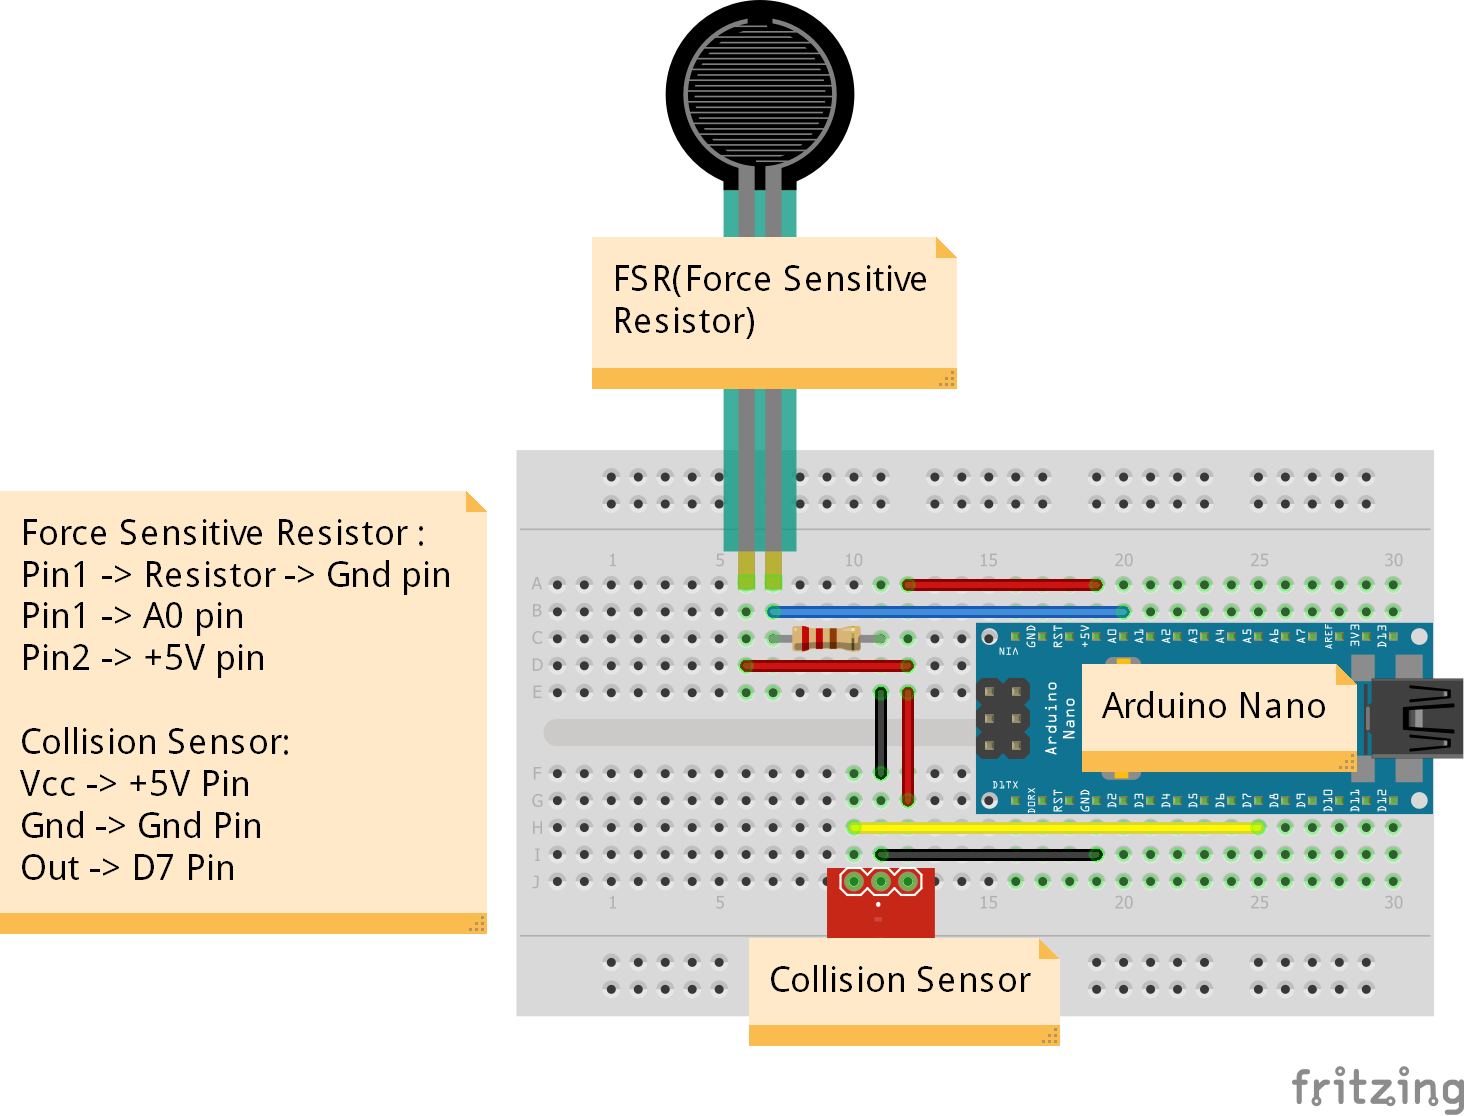 FSR(Force Sensitive
Resistor)
Force Sensitive Resistor :
Pin1 -> Resistor -> Gnd pin
Pin1 -> A0 pin
Pin2 -> +5V pin
Collision Sensor:
Vcc -> +5V Pin
Gnd -> Gnd Pin
Out -> D7 Pin
1 5 10 15 20 25 30
A
B
C
D
E
F
G
H
I
J
VIN GND RST +5V A0 A1 A2 A3 A4 A5 A6 A7 AREF 3V3 D13
Arduino
Nano
Arduino Nano
D1TX D0RX RST GND D2 D3 D4 D5 D6 D7 D8 D9 D10 D11 D12
1 5 15 20 25 30
Collision Sensor
fritzing